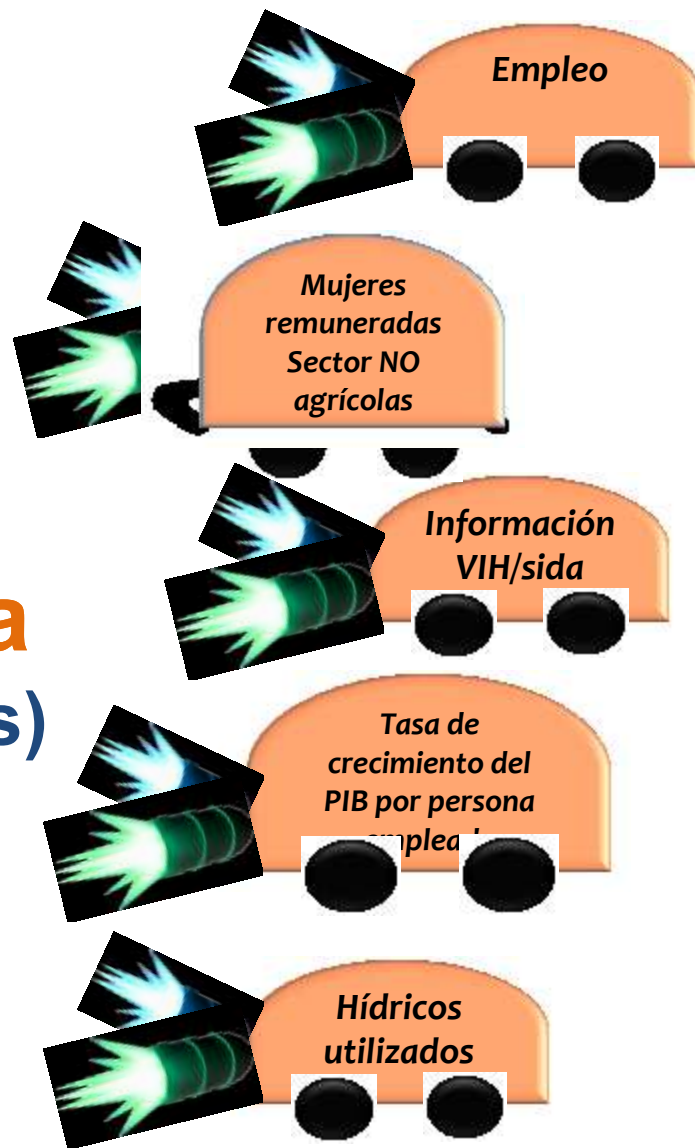 Empleo
Mujeres
remuneradas
Sector NO
agrícolas
Información
VIH/sida
a
s)
Tasa de
crecimiento del
PIB por persona
Hídricos
utilizados